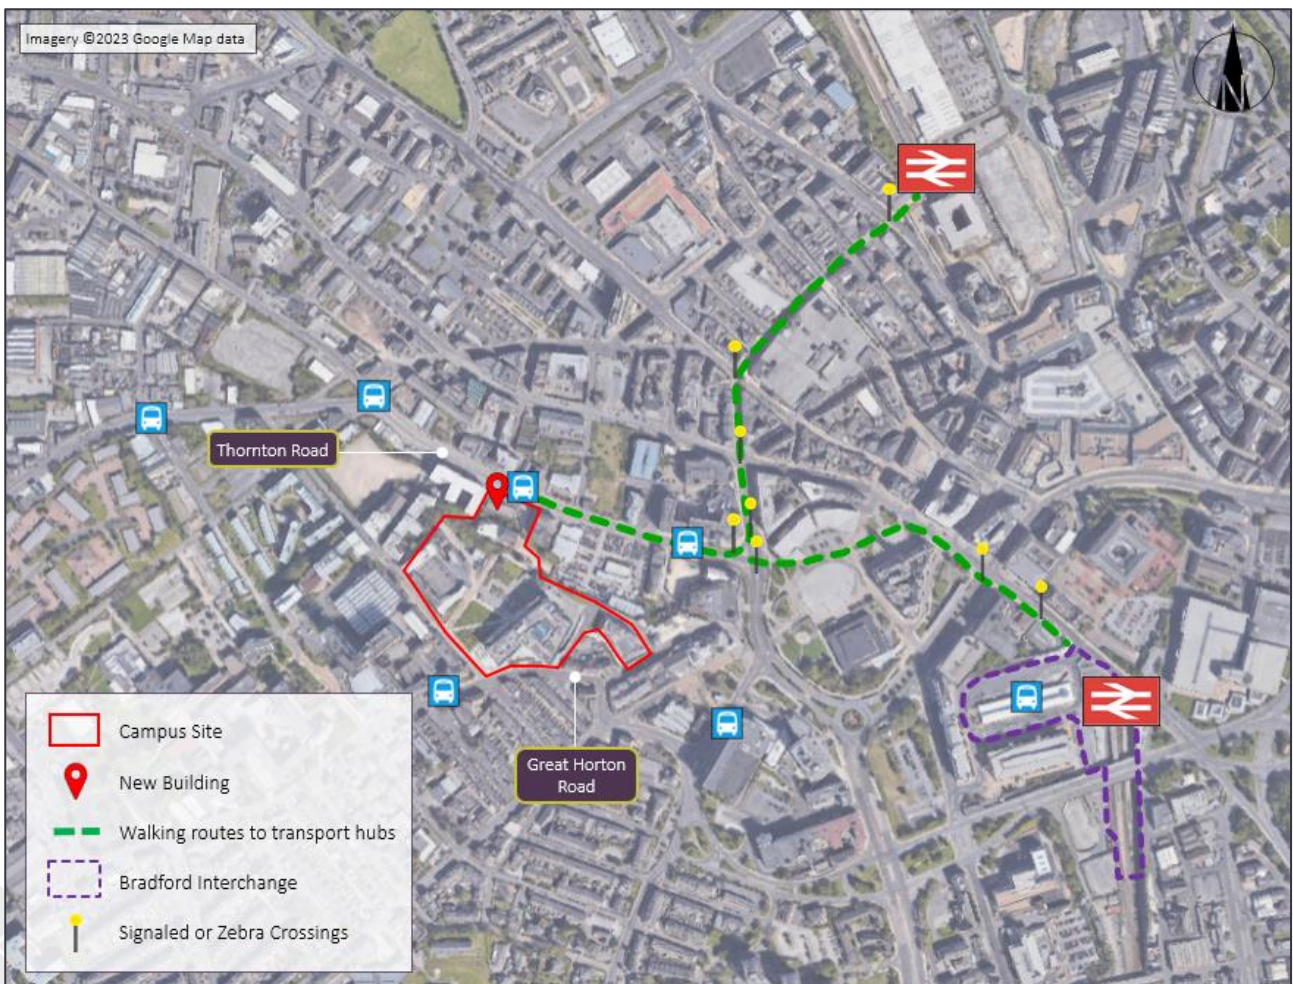 Imagery ©2023 Google Map data
N
Thornton Road
Great Horton
Road
Campus Site
New Building
Walking routes to transport hubs
Bradford Interchange
Signaled or Zebra Crossings